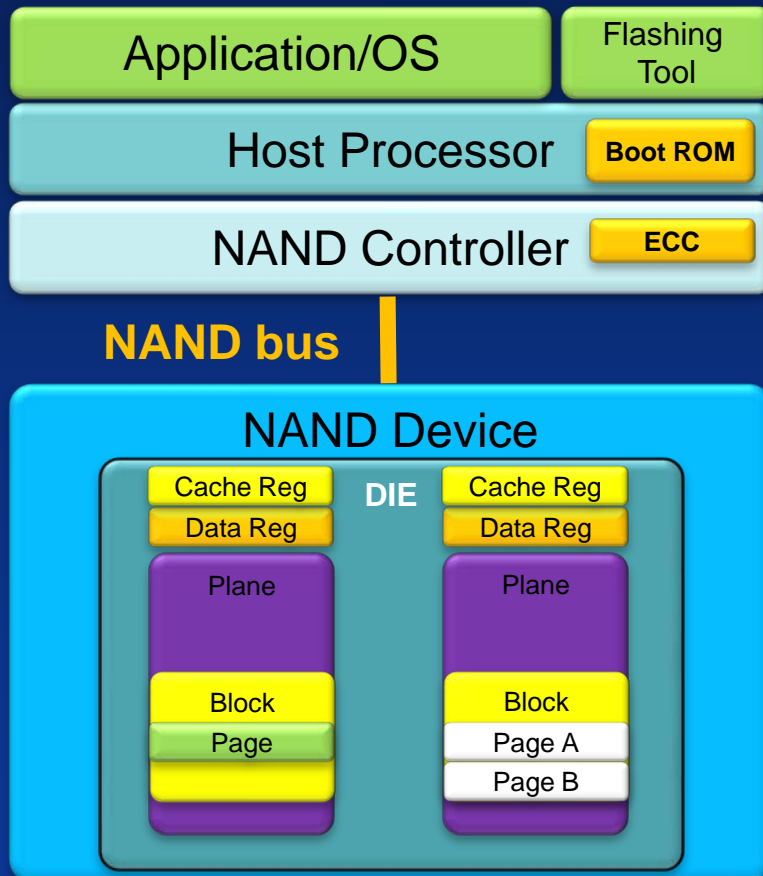 Application/OS
Flashing
Tool
Host Processor
Boot ROM
NAND Controller
ECC
NAND bus
NAND Device
Cache Reg
DIE
Cache Reg
Data Reg
Data Reg
Plane
Plane
Block
Block
Page
Page A
Page B